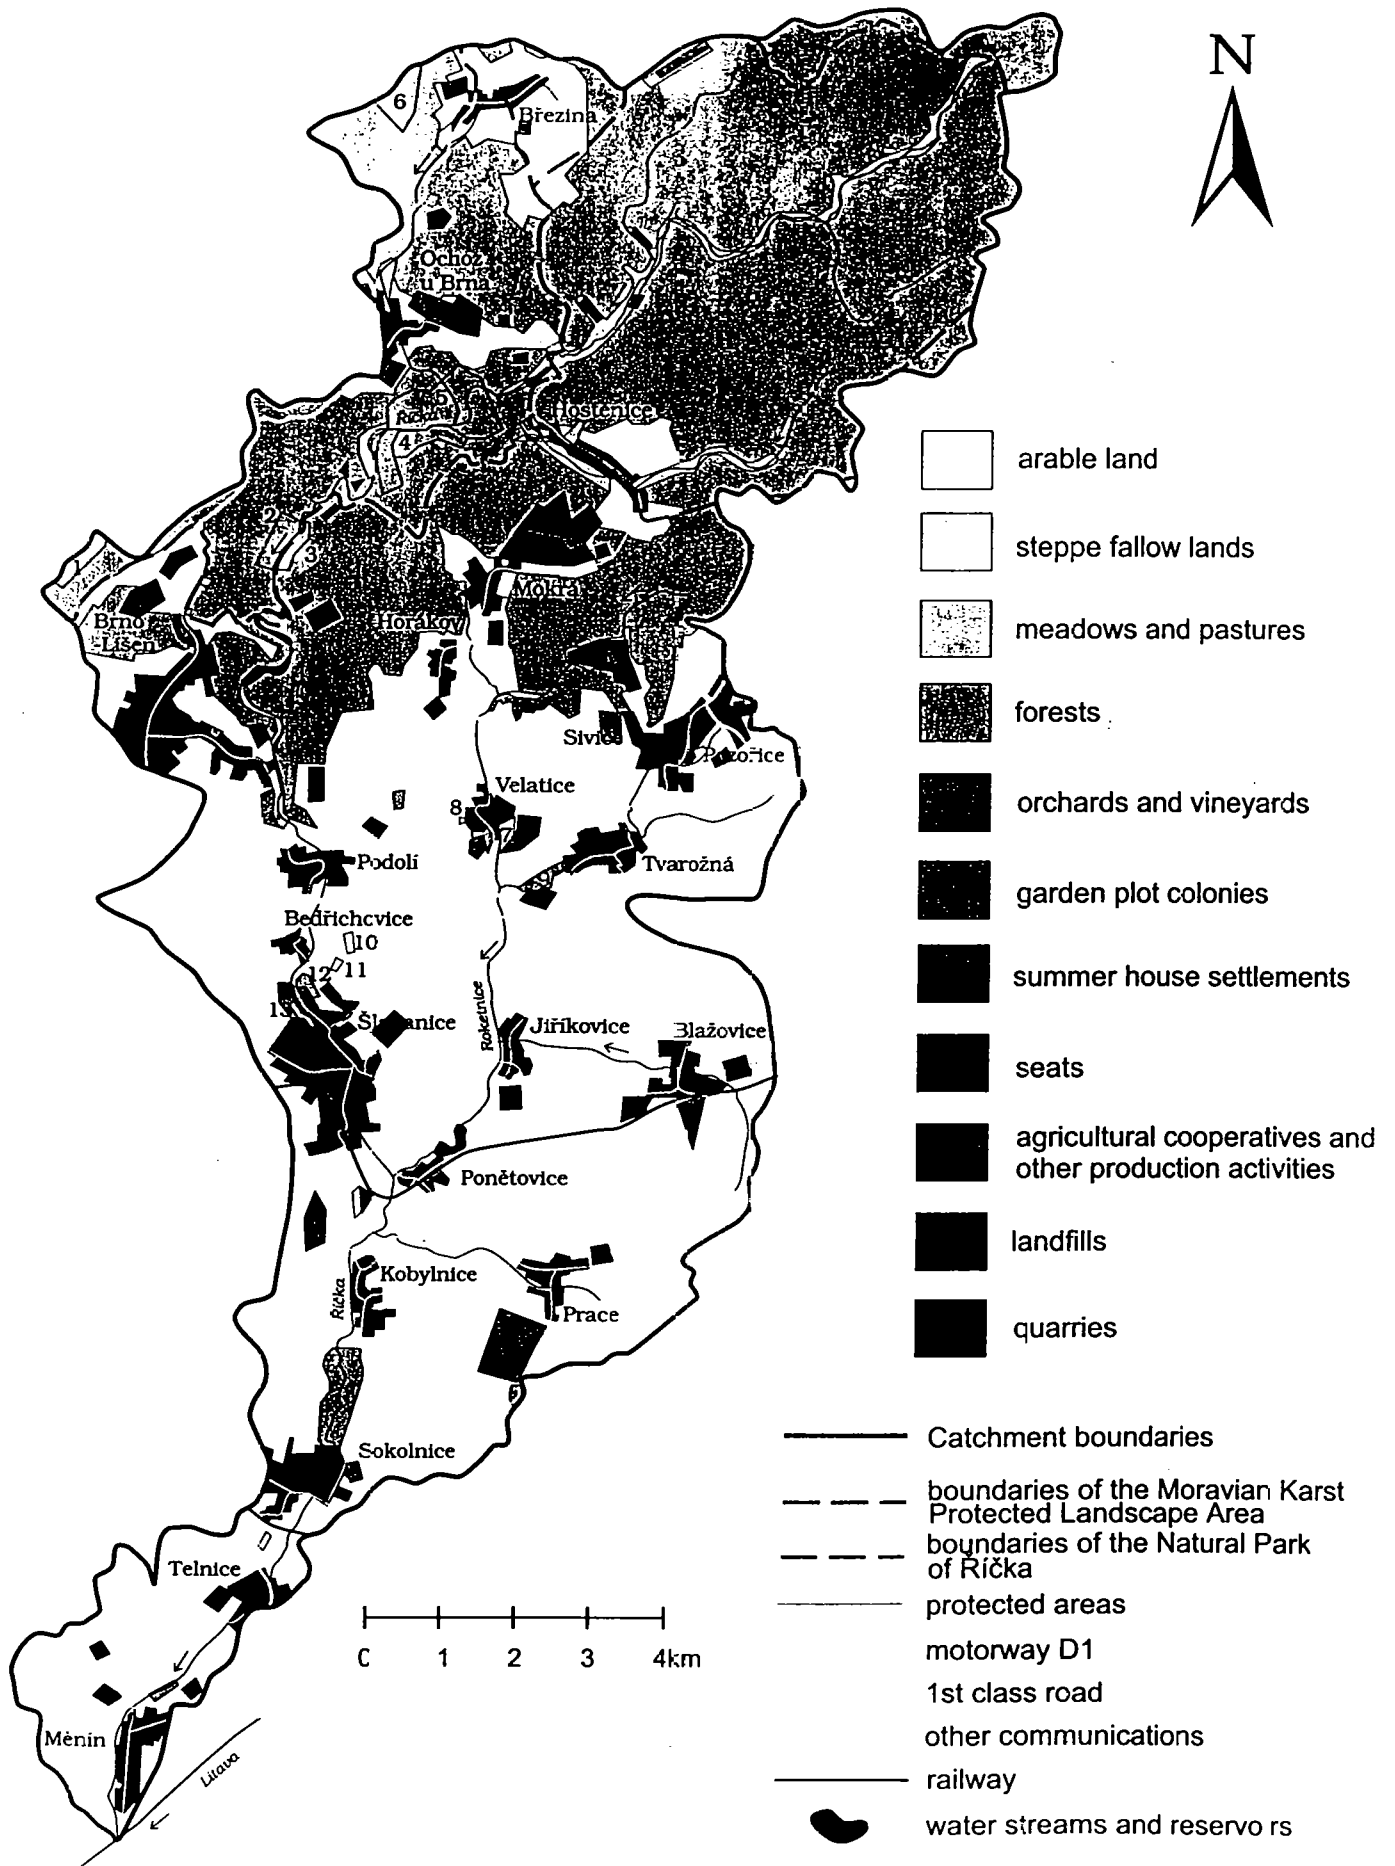 N
6
Březina
Ochoz
u Brna
5
Hostěnice
4
2
3
1
Mokrá
Brno
Líšeň
Horákov
Sivice
Pozořice
Velatice
8
7
Podolí
Tvarožná
9
Bedřichovice
10
11
12
13
Roketnice
Jiříkovice
Blažovice
Ponětovice
Říčka
Kobylnice
Prace
Sokolnice
Telnice
Měnín
Litava
0 1 2 3 4km
arable land
steppe fallow lands
meadows and pastures
forests
orchards and vineyards
garden plot colonies
summer house settlements
seats
agricultural cooperatives and
other production activities
landfills
quarries
Catchment boundaries
boundaries of the Moravian Karst
Protected Landscape Area
boundaries of the Natural Park
of Říčka
protected areas
motorway D1
1st class road
other communications
railway
water streams and reservo rs